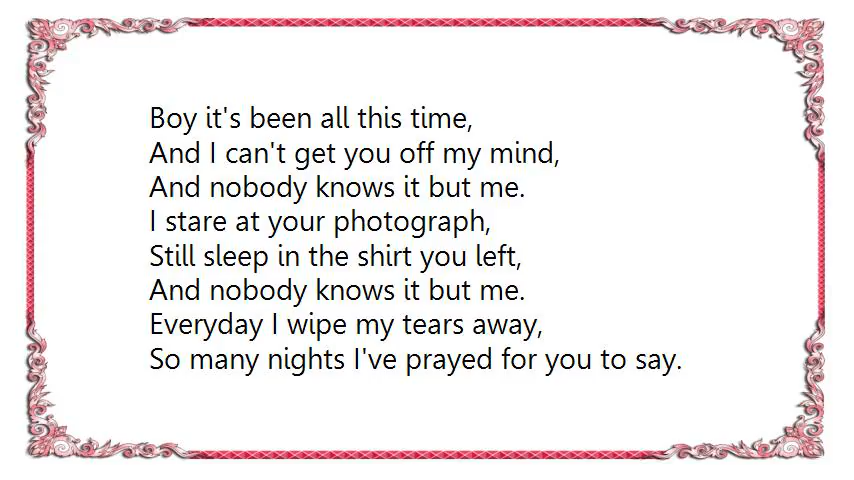 Boy it's been all this time,
And I can't get you off my mind,
And nobody knows it but me.
I stare at your photograph,
Still sleep in the shirt you left,
And nobody knows it but me.
Everyday I wipe my tears away,
So many nights I've prayed for you to say.